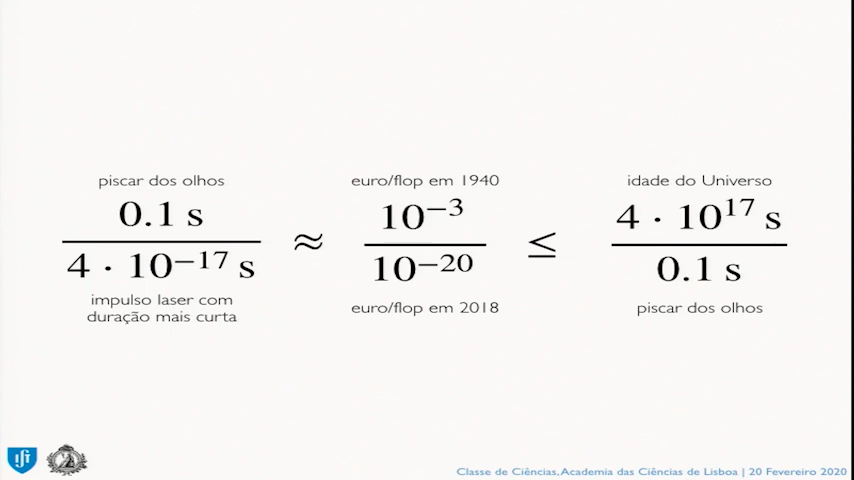 piscar dos olhos
0.1 s
4 · 10⁻¹⁷ s
impulso laser com
duração mais curta
≈
euro/flop em 1940
10⁻³
10⁻²⁰
euro/flop em 2018
≤
idade do Universo
4 · 10¹⁷ s
0.1 s
piscar dos olhos
Classe de Ciências, Academia das Ciências de Lisboa | 20 Fevereiro 2020